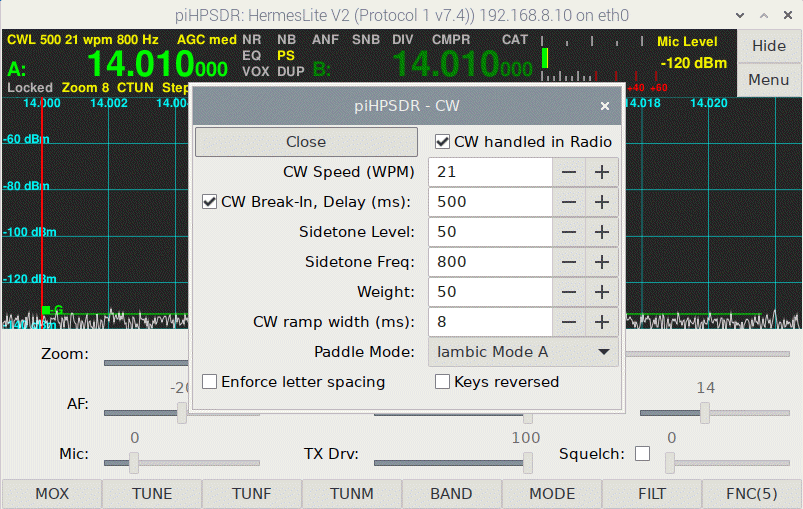 piHPSDR: HermesLite V2 (Protocol 1 v7.4)) 192.168.8.10 on eth0
CWL 500 21 wpm 800 Hz AGC med NR NB ANF SNB DIV CMPR CAT Mic Level Hide
EQ PS
A: 14.010000 VOX DUP B: 14.010000 -120 dBm
Locked Zoom 8 CTUN Step +40 +60 Menu
14.000 14.002 14.004 14.018 14.020
piHPSDR - CW
-60 dBm
-80 dBm
-100 dBm
-120 dBm
-140
G
Close CW handled in Radio
CW Speed (WPM) 21
CW Break-In, Delay (ms): 500
Sidetone Level: 50
Sidetone Freq: 800
Weight: 50
CW ramp width (ms): 8
Paddle Mode: Iambic Mode A
Enforce letter spacing Keys reversed
Zoom:
-20 14
AF:
0 100 0
Mic: TX Drv: Squelch:
MOX TUNE TUNF TUNM BAND MODE FILT FNC(5)